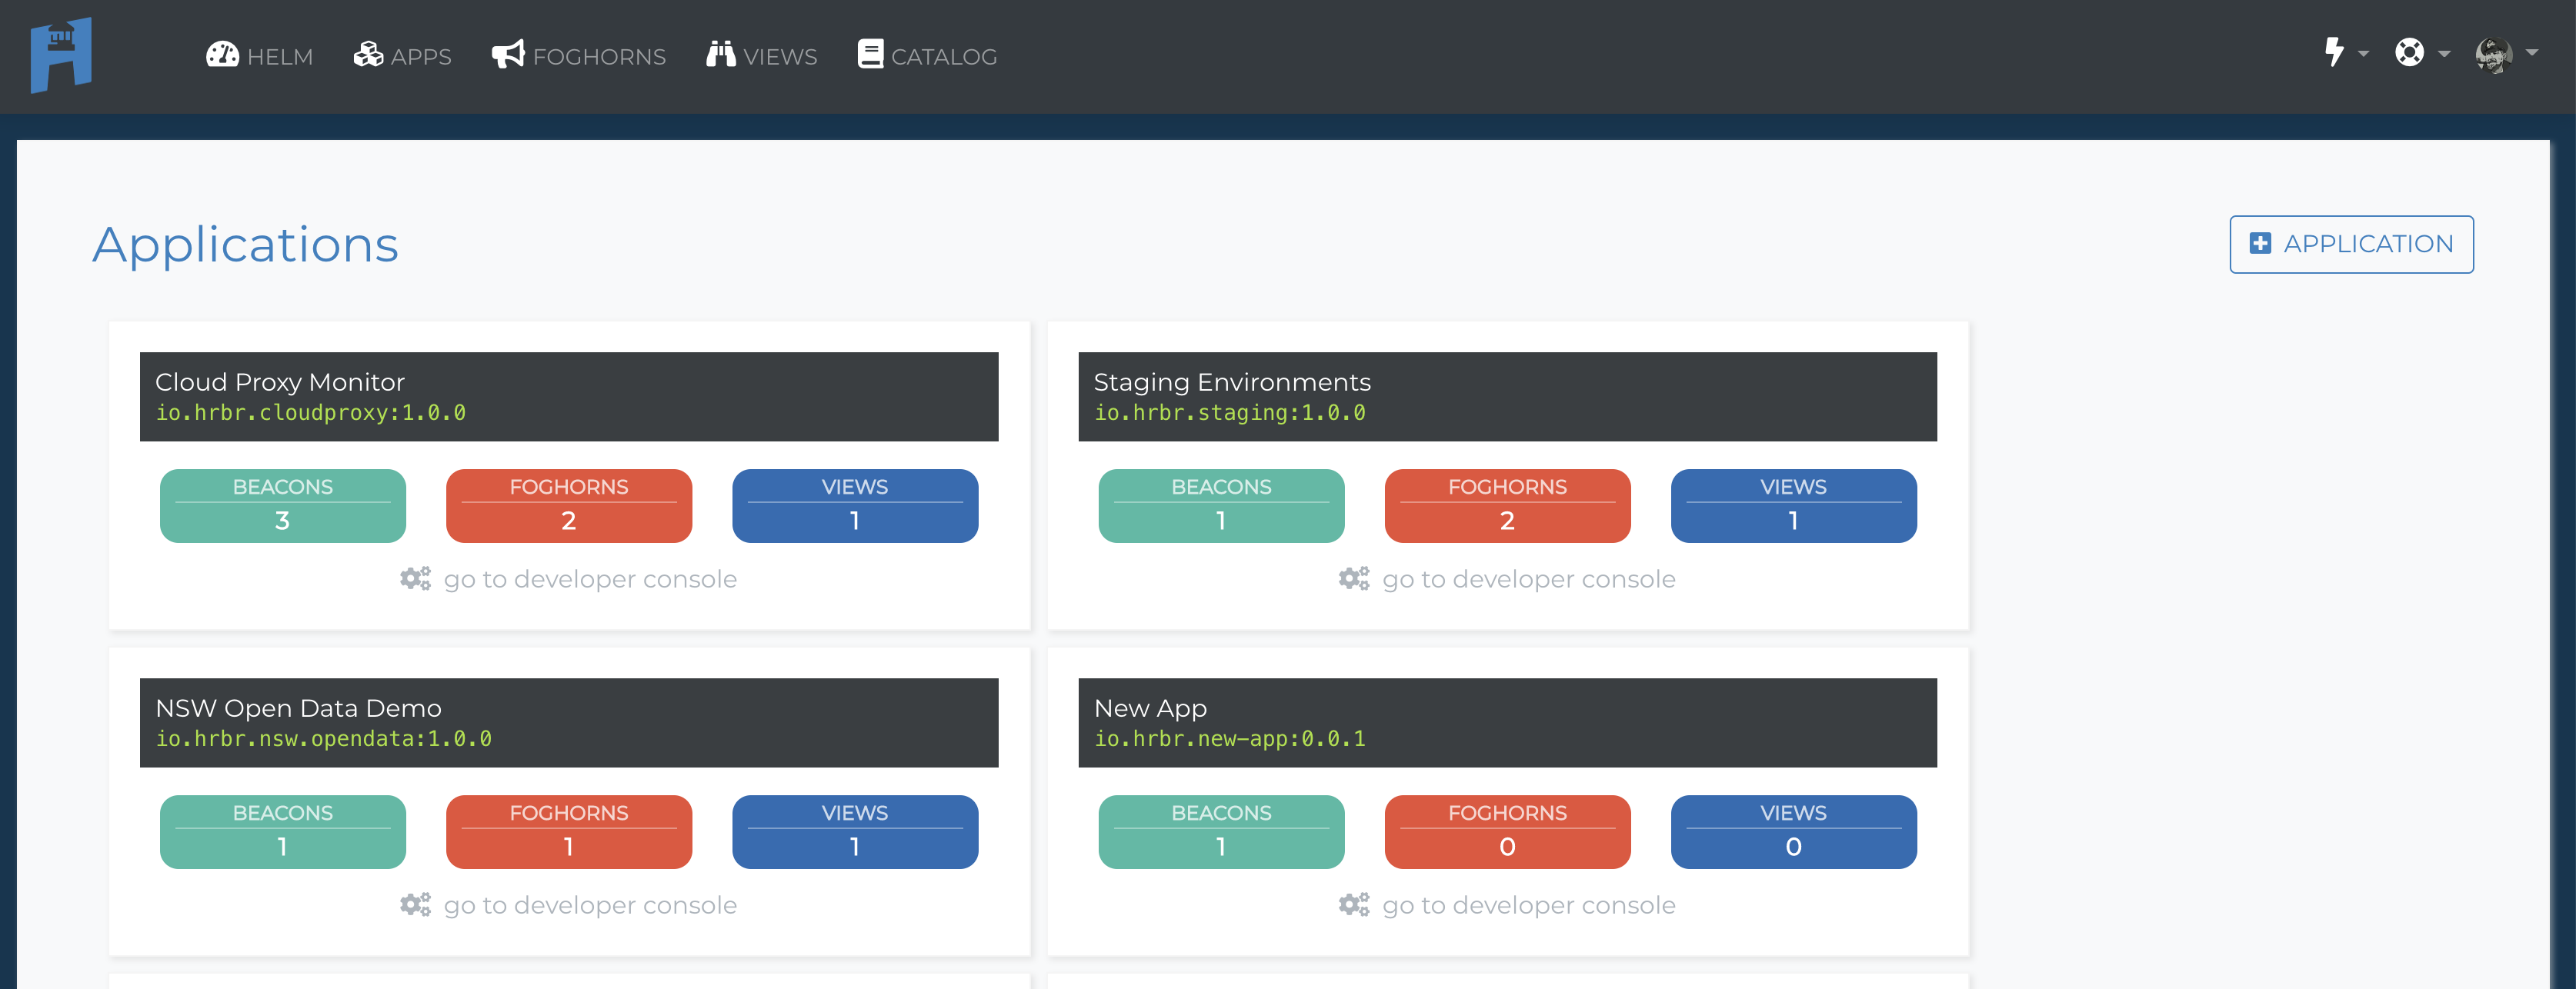 HELM APPS FOGHORNS VIEWS CATALOG
Applications
APPLICATION
Cloud Proxy Monitor
io.hrbr.cloudproxy:1.0.0
BEACONS FOGHORNS VIEWS
3 2 1
go to developer console
Staging Environments
io.hrbr.staging:1.0.0
BEACONS FOGHORNS VIEWS
1 2 1
go to developer console
NSW Open Data Demo
io.hrbr.nsw.opendata:1.0.0
BEACONS FOGHORNS VIEWS
1 1 1
go to developer console
New App
io.hrbr.new-app:0.0.1
BEACONS FOGHORNS VIEWS
1 0 0
go to developer console